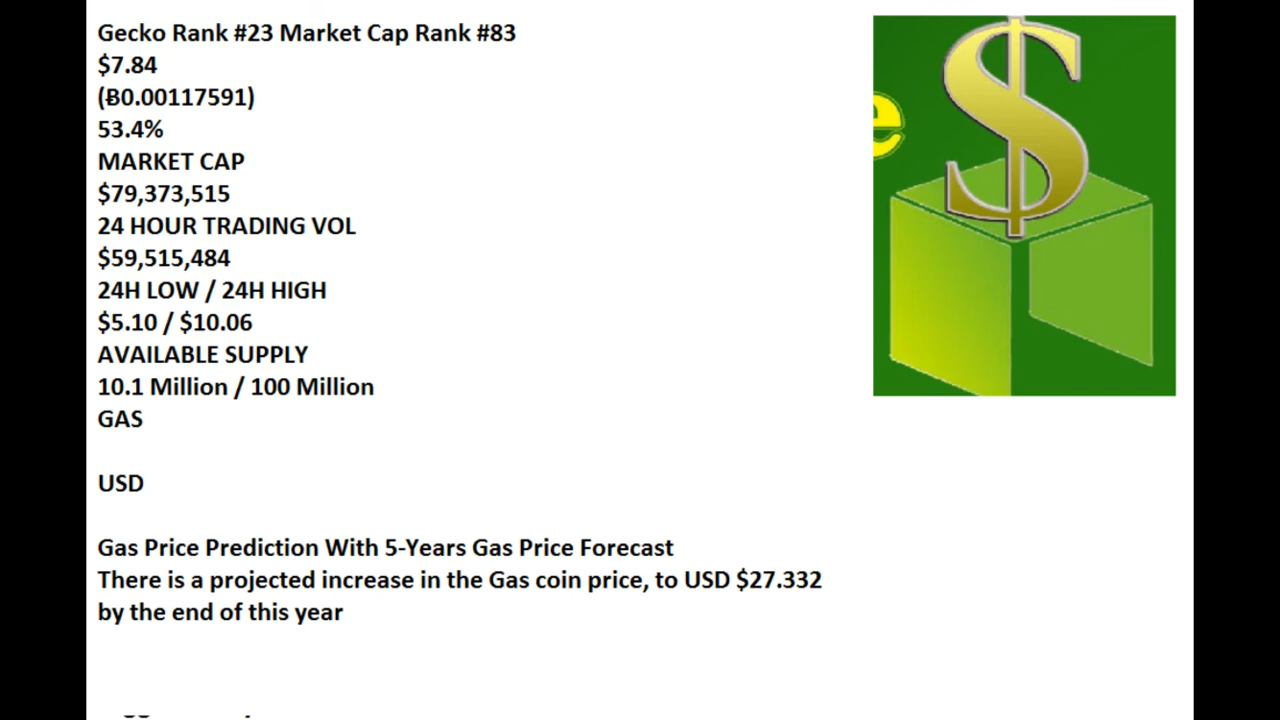 Gecko Rank #23 Market Cap Rank #83
$7.84
(Ƀ0.00117591)
53.4%
MARKET CAP
$79,373,515
24 HOUR TRADING VOL
$59,515,484
24H LOW / 24H HIGH
$5.10 / $10.06
AVAILABLE SUPPLY
10.1 Million / 100 Million
GAS
USD
Gas Price Prediction With 5-Years Gas Price Forecast
There is a projected increase in the Gas coin price, to USD $27.332
by the end of this year
e
$